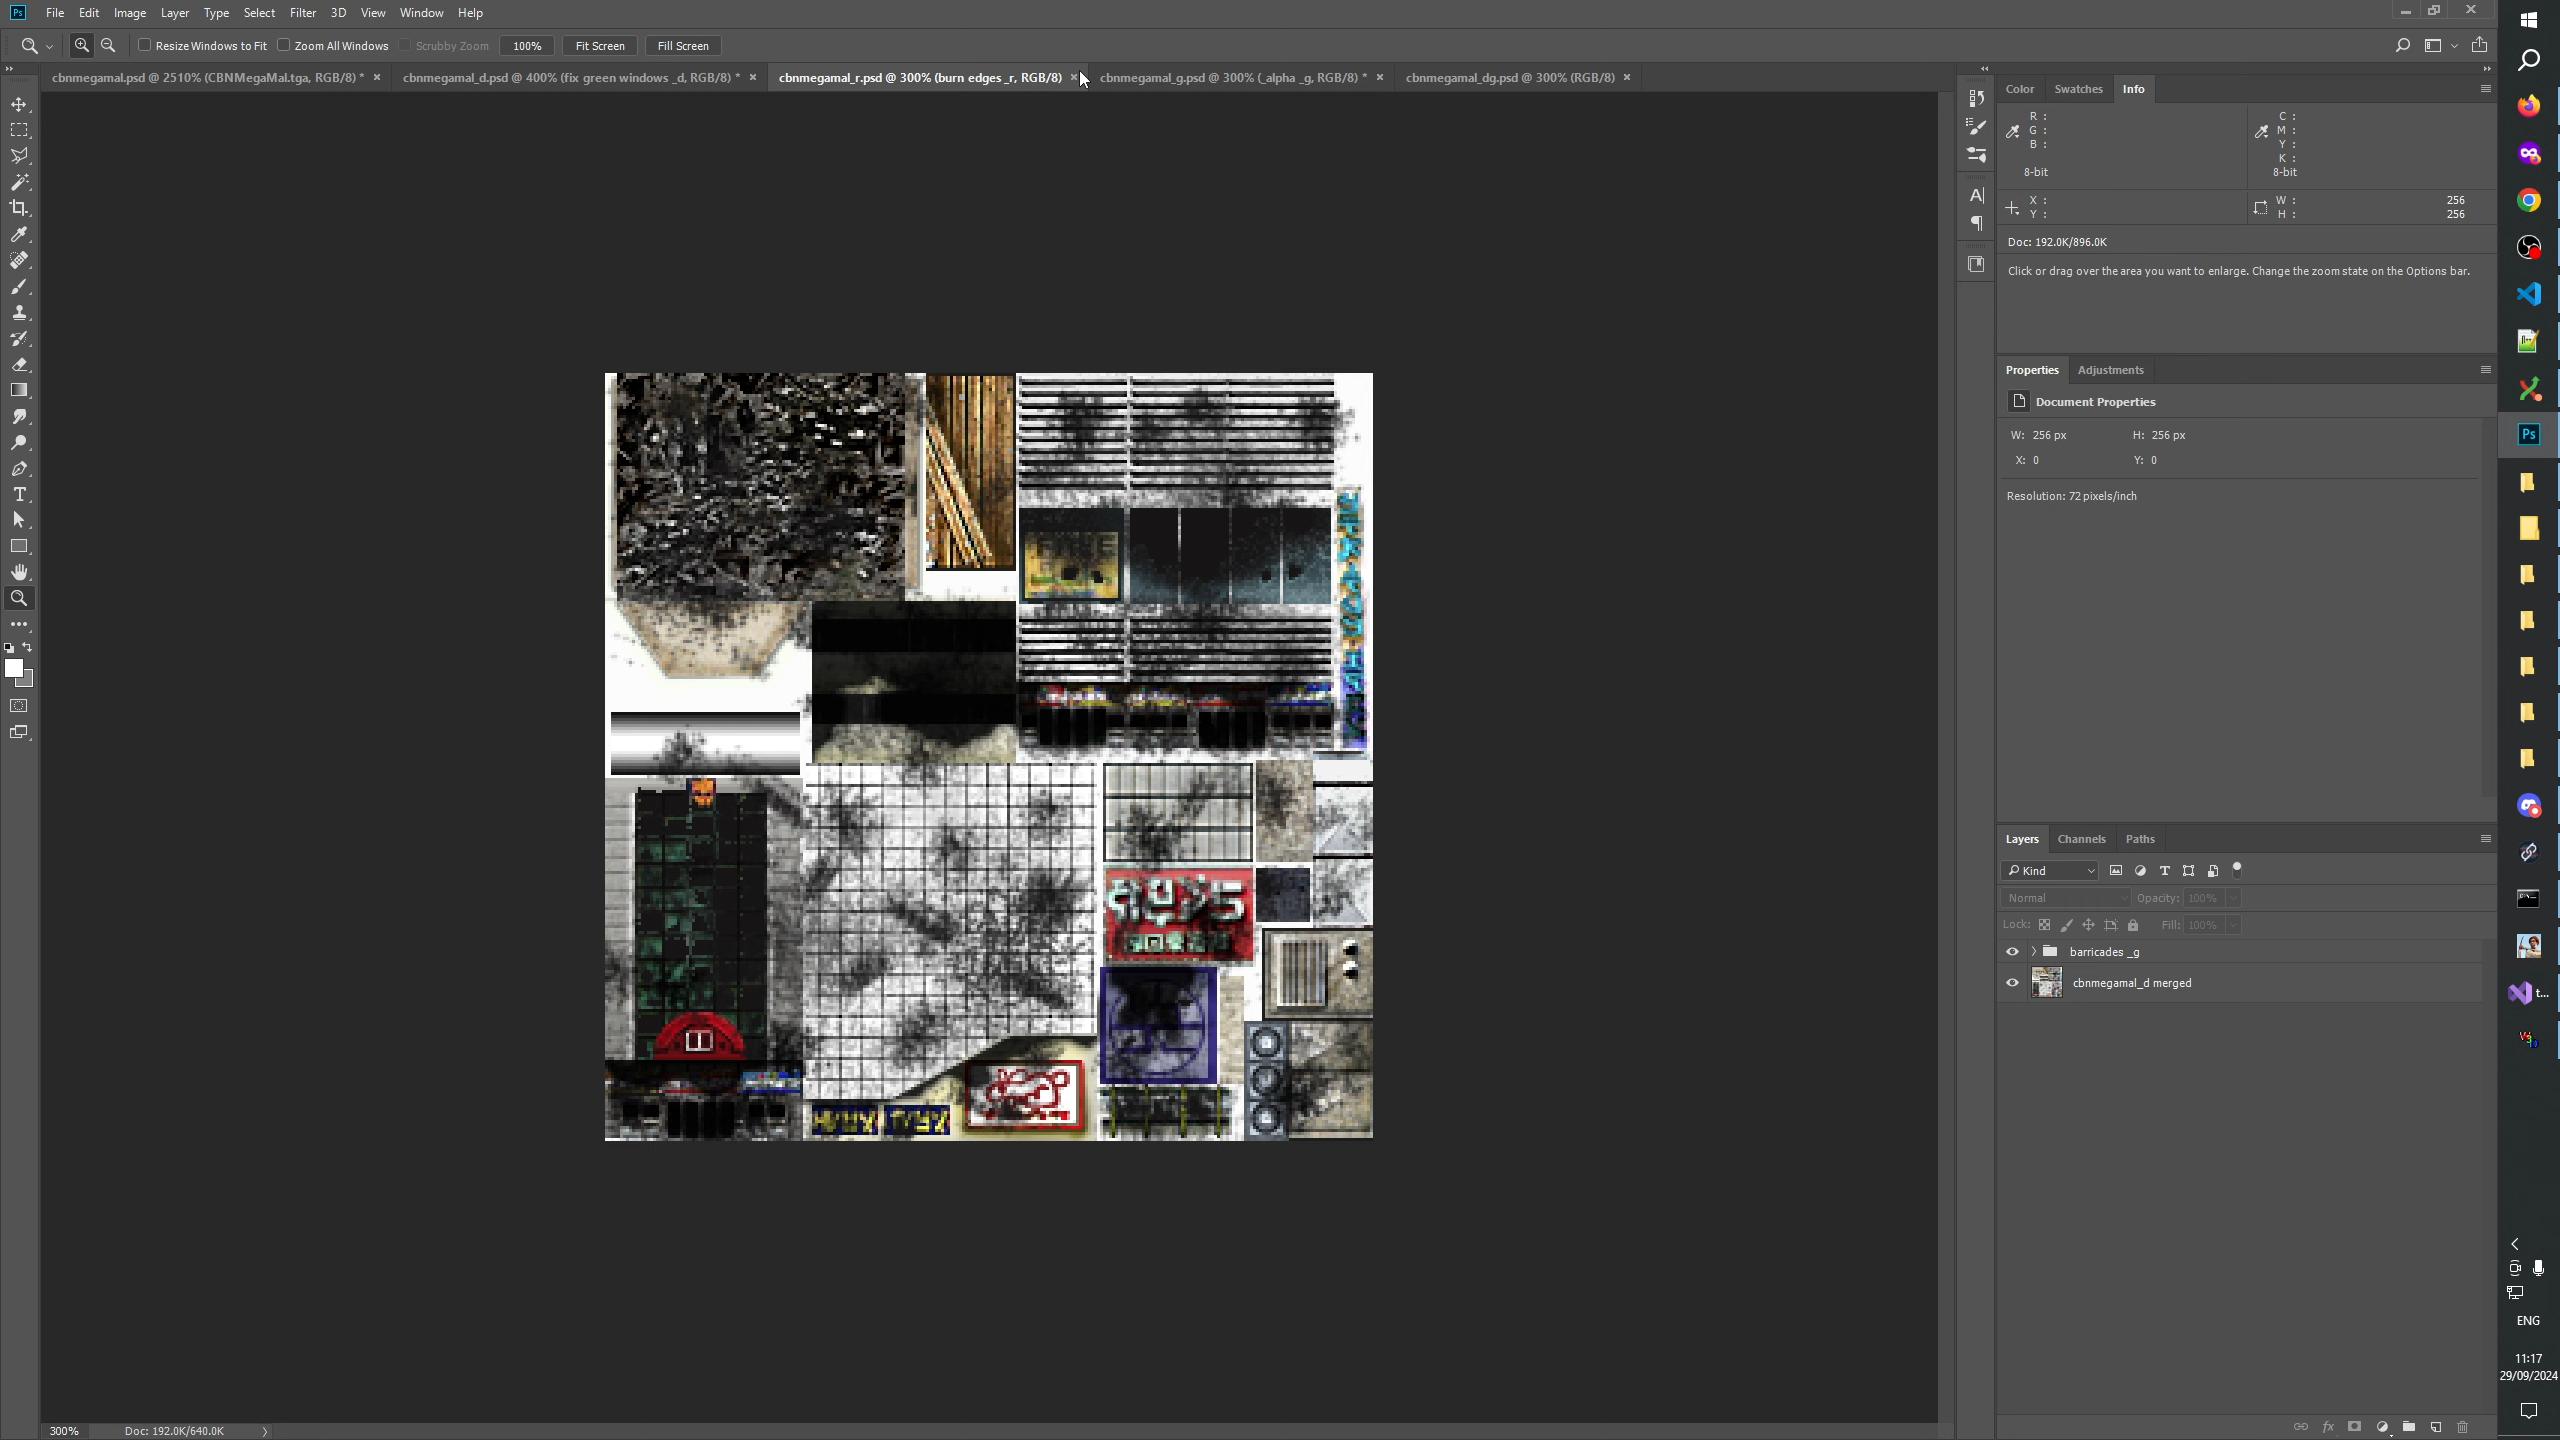 Ps File Edit Image Layer Type Select Filter 3D View Window Help
Resize Windows to Fit Zoom All Windows Scrubby Zoom 100% Fit Screen Fill Screen
cbnmegamal.psd @ 2510% (CBNMegaMal.tga, RGB/8) * × cbnmegamal_d.psd @ 400% (fix green windows _d, RGB/8) * × cbnmegamal_r.psd @ 300% (burn edges _r, RGB/8) × cbnmegamal_g.psd @ 300% (_alpha _g, RGB/8) * × cbnmegamal_dg.psd @ 300% (RGB/8) ×
Color Swatches Info
R : C :
G : M :
B : Y :
K :
8-bit 8-bit
X : W : 256
Y : H : 256
Doc: 192.0K/896.0K
Click or drag over the area you want to enlarge. Change the zoom state on the Options bar.
Properties Adjustments
Document Properties
W: 256 px H: 256 px
X: 0 Y: 0
Resolution: 72 pixels/inch
Layers Channels Paths
Kind
Normal Opacity: 100%
Lock: Fill: 100%
barricades _g
cbnmegamal_d merged
300% Doc: 192.0K/640.0K
Ps
t...
ENG
11:17
29/09/2024